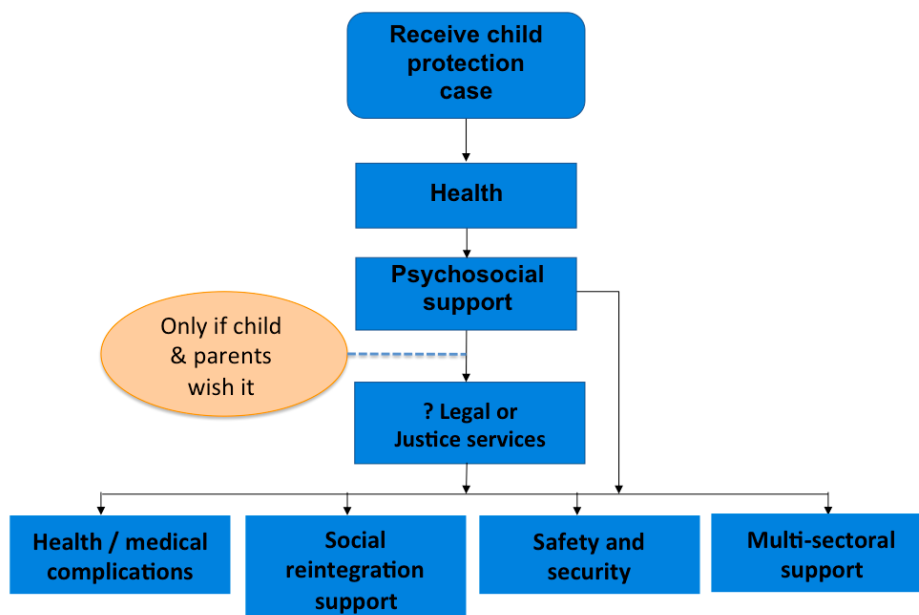 Receive child
protection
case
Health
Psychosocial
support
Only if child
& parents
wish it
? Legal or
Justice services
Health / medical
complications
Social
reintegration
support
Safety and
security
Multi-sectoral
support